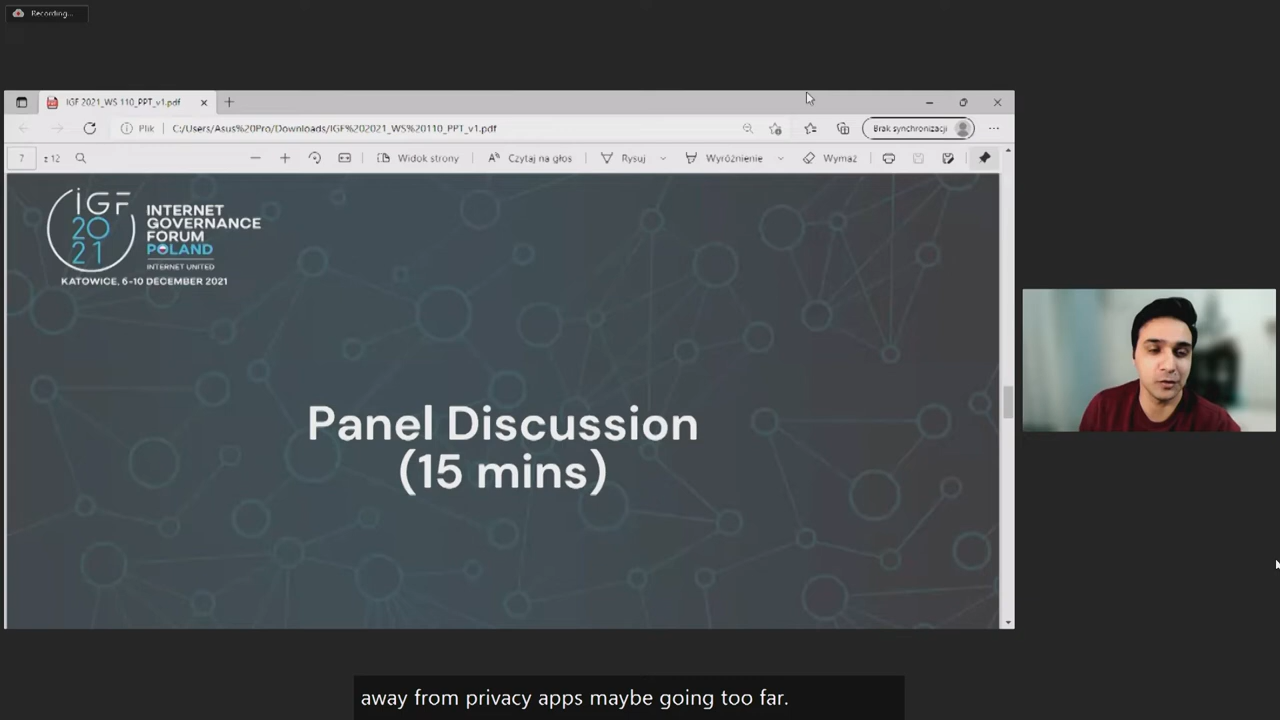 Recording...
IGF 2021_WS 110_PPT_v1.pdf
Plik
C:/Users/Asus%20Pro/Downloads/IGF%202021_WS%20110_PPT_v1.pdf
Brak synchronizacji
7
z 12
Widok strony
Czytaj na głos
Rysuj
Wyróżnienie
Wymaż
IGF
20
21
INTERNET
GOVERNANCE
FORUM
POLAND
INTERNET UNITED
KATOWICE, 6-10 DECEMBER 2021
Panel Discussion
(15 mins)
away from privacy apps maybe going too far.